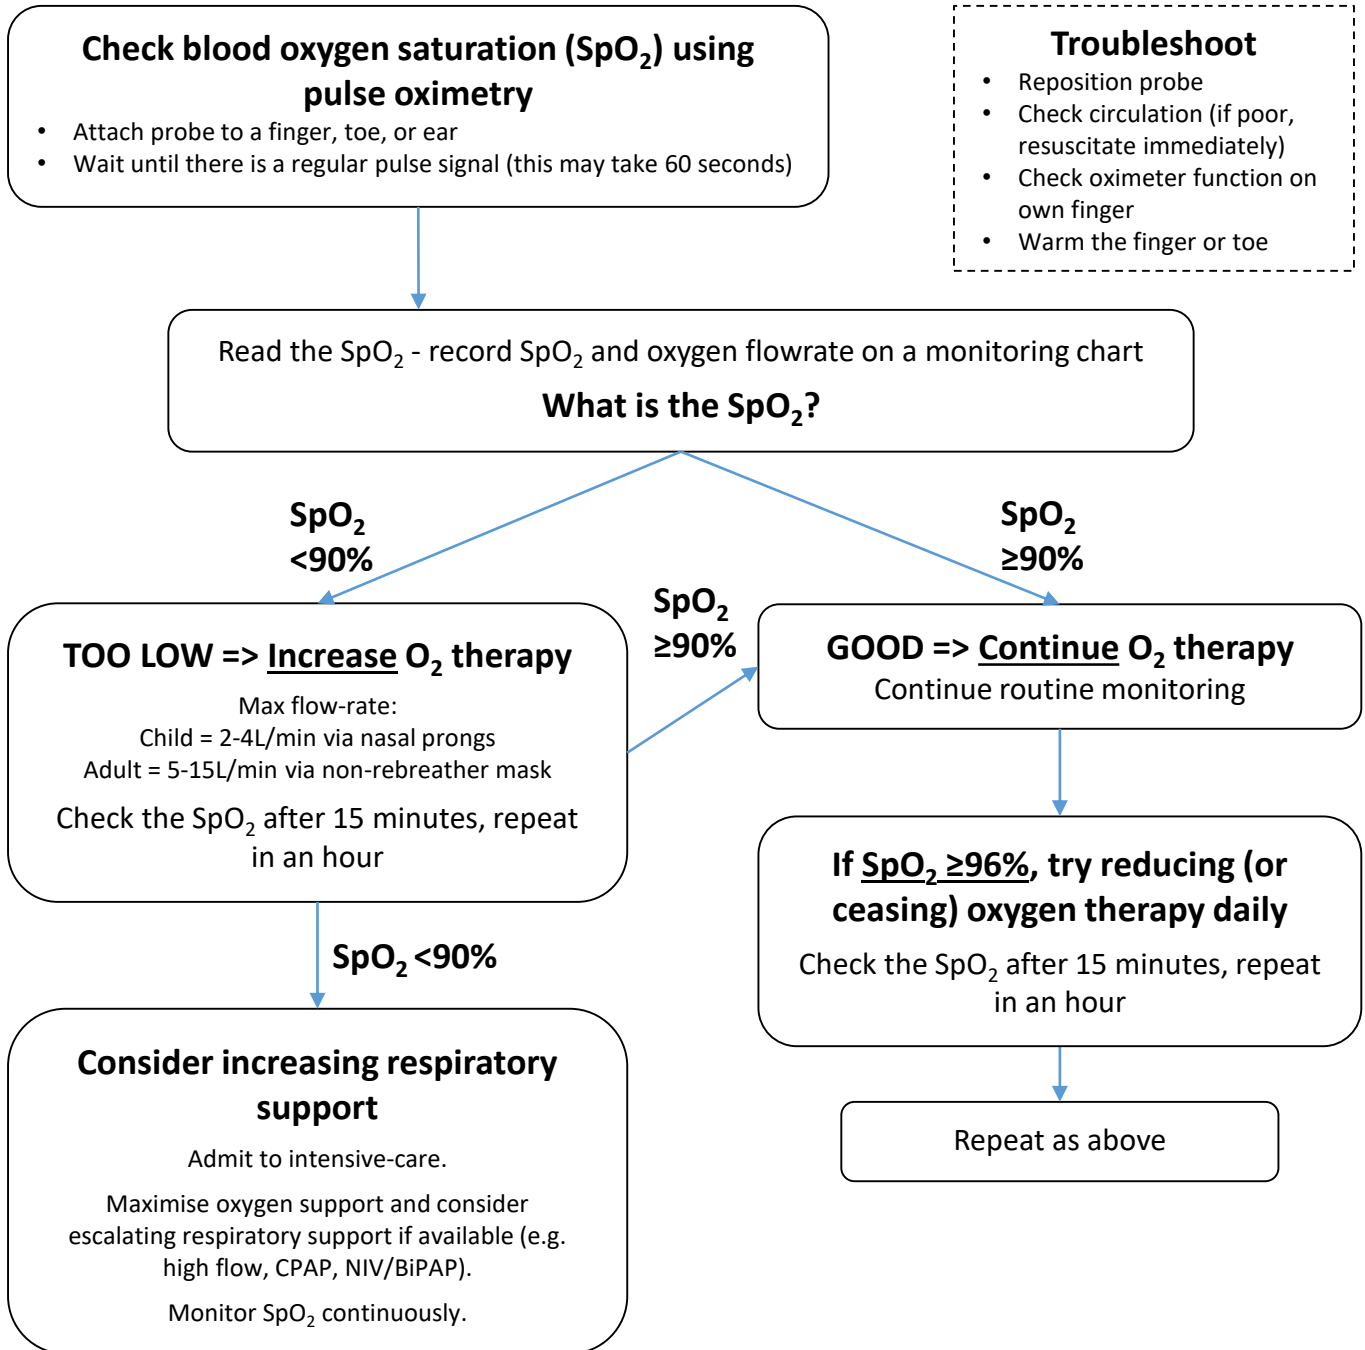 Check blood oxygen saturation (SpO₂) using
pulse oximetry
• Attach probe to a finger, toe, or ear
• Wait until there is a regular pulse signal (this may take 60 seconds)
Troubleshoot
• Reposition probe
• Check circulation (if poor,
resuscitate immediately)
• Check oximeter function on
own finger
• Warm the finger or toe
Read the SpO₂ - record SpO₂ and oxygen flowrate on a monitoring chart
What is the SpO₂?
SpO₂
<90%
SpO₂
≥90%
SpO₂
≥90%
TOO LOW => Increase O₂ therapy
Max flow-rate:
Child = 2-4L/min via nasal prongs
Adult = 5-15L/min via non-rebreather mask
Check the SpO₂ after 15 minutes, repeat
in an hour
GOOD => Continue O₂ therapy
Continue routine monitoring
If SpO₂ ≥96%, try reducing (or
ceasing) oxygen therapy daily
Check the SpO₂ after 15 minutes, repeat
in an hour
SpO₂ <90%
Consider increasing respiratory
support
Admit to intensive-care.
Maximise oxygen support and consider
escalating respiratory support if available (e.g.
high flow, CPAP, NIV/BiPAP).
Monitor SpO₂ continuously.
Repeat as above